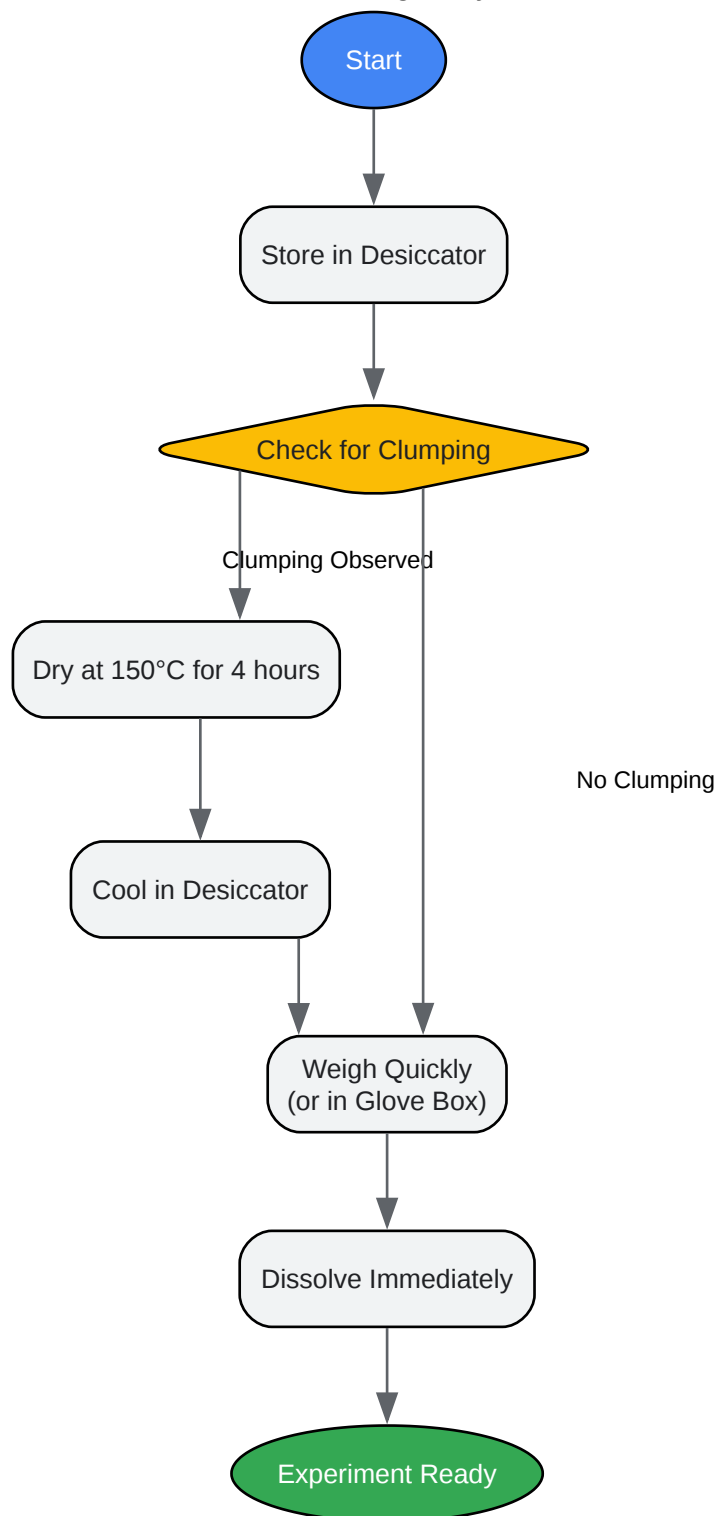 Start
Store in Desiccator
Check for Clumping
Clumping Observed
Dry at 150°C for 4 hours
No Clumping
Cool in Desiccator
Weigh Quickly
(or in Glove Box)
Dissolve Immediately
Experiment Ready